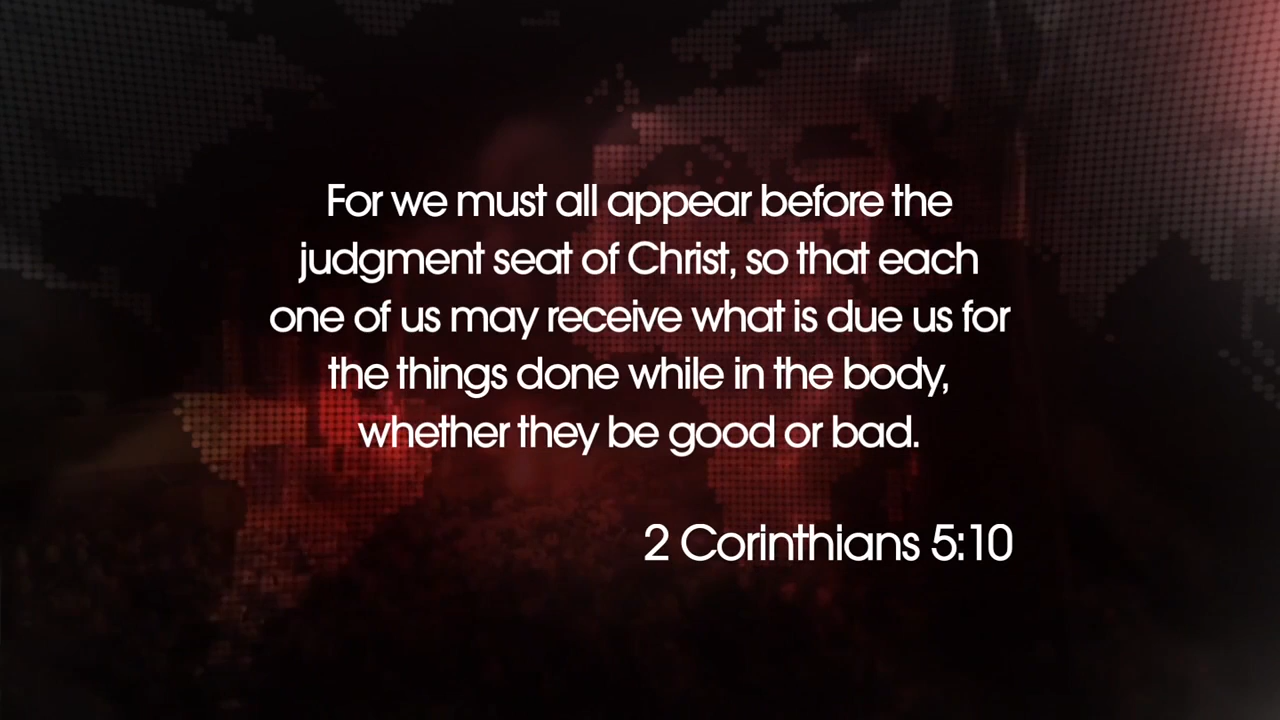 For we must all appear before the
judgment seat of Christ, so that each
one of us may receive what is due us for
the things done while in the body,
whether they be good or bad.
2 Corinthians 5:10